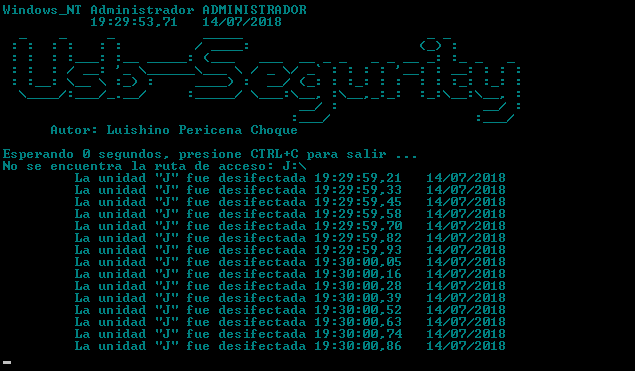 Windows_NT Administrador ADMINISTRADOR
19:29:53,71 14/07/2018
Usb-Segurity
Autor: Luishino Pericena Choque
Esperando 0 segundos, presione CTRL+C para salir ...
No se encuentra la ruta de acceso: J:\
La unidad "J" fue desifectada 19:29:59,21 14/07/2018
La unidad "J" fue desifectada 19:29:59,33 14/07/2018
La unidad "J" fue desifectada 19:29:59,45 14/07/2018
La unidad "J" fue desifectada 19:29:59,58 14/07/2018
La unidad "J" fue desifectada 19:29:59,70 14/07/2018
La unidad "J" fue desifectada 19:29:59,82 14/07/2018
La unidad "J" fue desifectada 19:29:59,93 14/07/2018
La unidad "J" fue desifectada 19:30:00,05 14/07/2018
La unidad "J" fue desifectada 19:30:00,16 14/07/2018
La unidad "J" fue desifectada 19:30:00,28 14/07/2018
La unidad "J" fue desifectada 19:30:00,39 14/07/2018
La unidad "J" fue desifectada 19:30:00,52 14/07/2018
La unidad "J" fue desifectada 19:30:00,63 14/07/2018
La unidad "J" fue desifectada 19:30:00,74 14/07/2018
La unidad "J" fue desifectada 19:30:00,86 14/07/2018